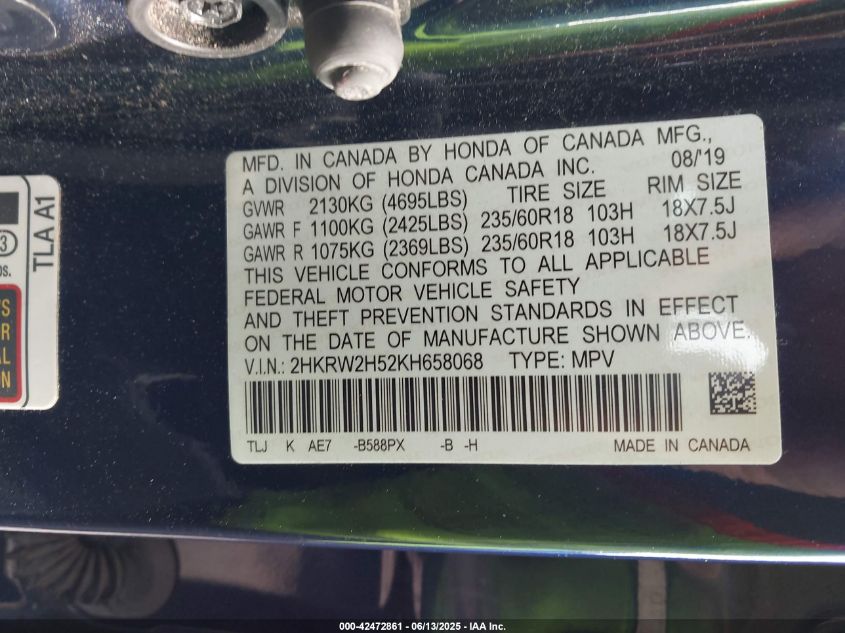 MFD. IN CANADA BY HONDA OF CANADA MFG.,
A DIVISION OF HONDA CANADA INC. 08/'19
GVWR 2130KG (4695LBS) TIRE SIZE RIM SIZE
GAWR F 1100KG (2425LBS) 235/60R18 103H 18X7.5J
GAWR R 1075KG (2369LBS) 235/60R18 103H 18X7.5J
THIS VEHICLE CONFORMS TO ALL APPLICABLE
FEDERAL MOTOR VEHICLE SAFETY
AND THEFT PREVENTION STANDARDS IN EFFECT
ON THE DATE OF MANUFACTURE SHOWN ABOVE.
V.I.N.: 2HKRW2H52KH658068 TYPE: MPV
TLJ K AE7 -B588PX -B -H MADE IN CANADA
TLA A1
3
000-42472861 - 06/13/2025 - IAA Inc.